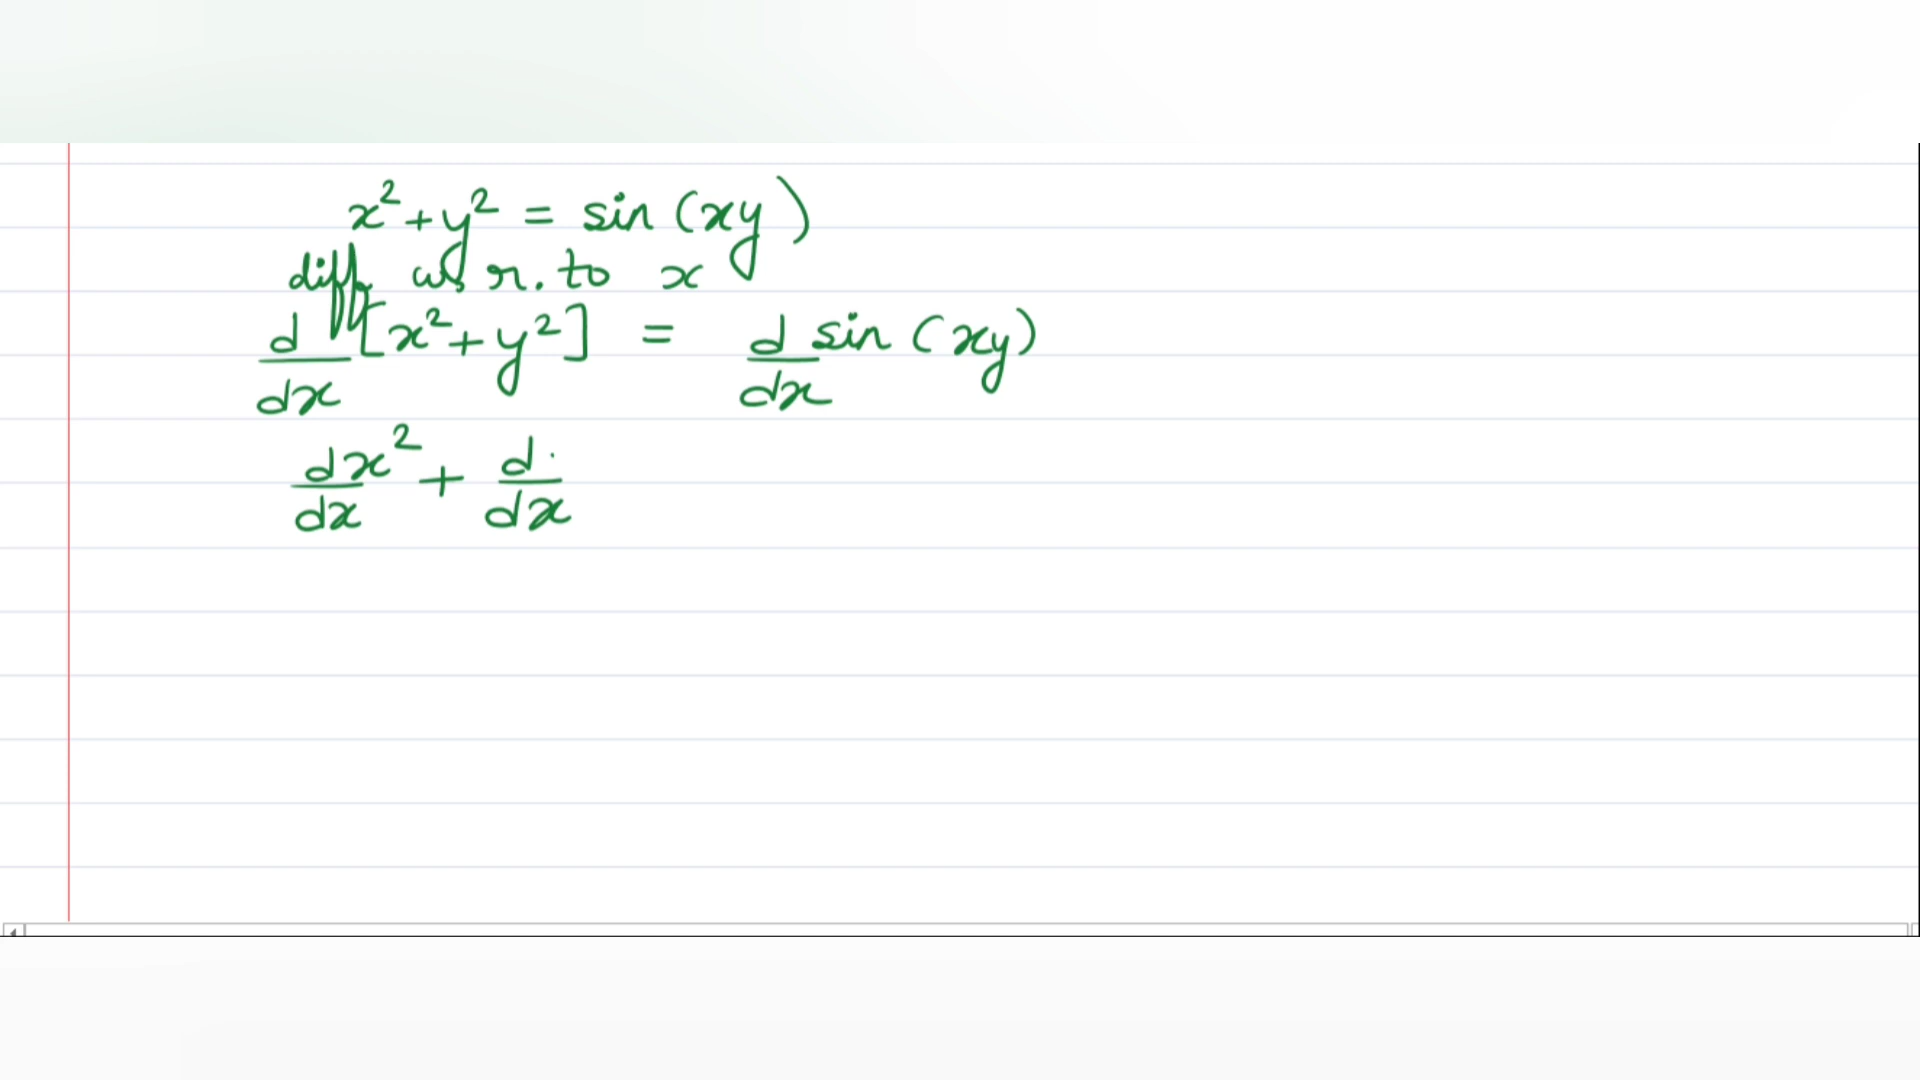 x² + y² = sin (xy)
diff w. r. to x
d/dx [x² + y²] = d/dx sin (xy)
dx²/dx + d/dx